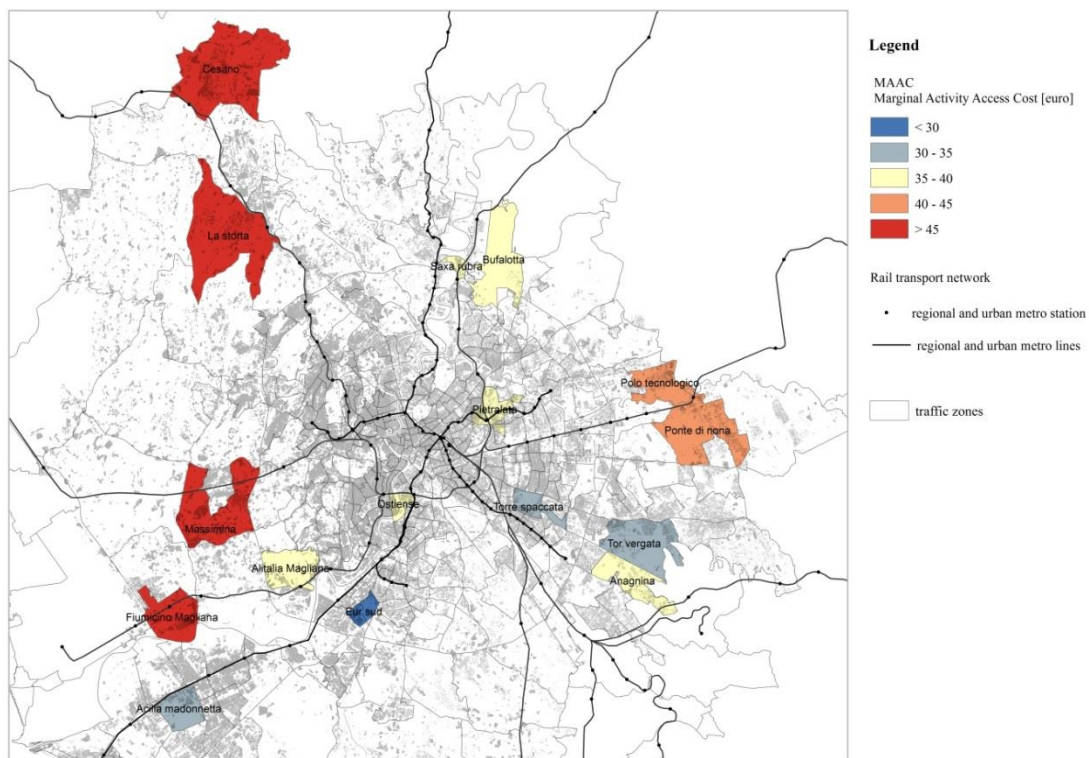 Cesano
La storta
Saxa rubra
Bufalotta
Polo tecnologico
Pietralata
Ponte di nona
Massimina
Ostiense
Torre spaccata
Tor vergata
Alitalia Magliana
Anagnina
Fiumicino Magliana
Eur sud
Acilia madonnetta
Legend
MAAC
Marginal Activity Access Cost [euro]
< 30
30 - 35
35 - 40
40 - 45
> 45
Rail transport network
regional and urban metro station
regional and urban metro lines
traffic zones